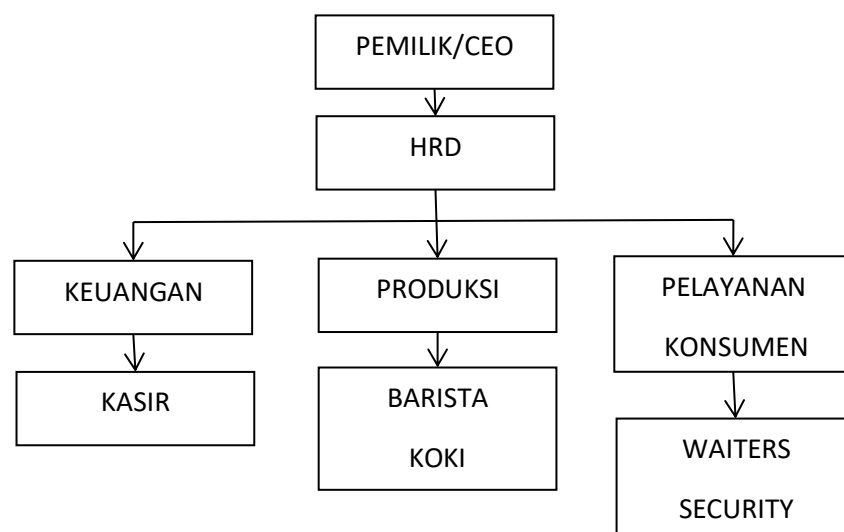 PEMILIK/CEO
HRD
KEUANGAN
PRODUKSI
PELAYANAN
KONSUMEN
KASIR
BARISTA
KOKI
WAITERS
SECURITY